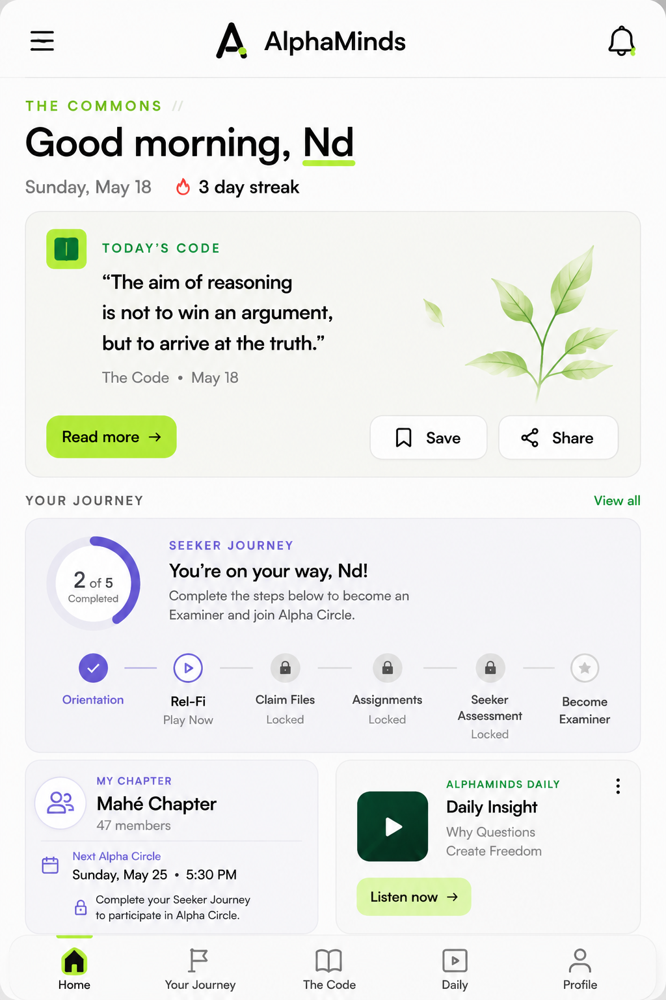 AlphaMinds
THE COMMONS //
Good morning, Nd
Sunday, May 18
3 day streak
TODAY’S CODE
“The aim of reasoning
is not to win an argument,
but to arrive at the truth.”
The Code • May 18
Read more →
Save
Share
YOUR JOURNEY
View all
2 of 5
Completed
SEEKER JOURNEY
You’re on your way, Nd!
Complete the steps below to become an
Examiner and join Alpha Circle.
Orientation
Rel-Fi
Play Now
Claim Files
Locked
Assignments
Locked
Seeker
Assessment
Locked
Become
Examiner
MY CHAPTER
Mahé Chapter
47 members
Next Alpha Circle
Sunday, May 25 • 5:30 PM
Complete your Seeker Journey
to participate in Alpha Circle.
ALPHAMINDS DAILY
Daily Insight
Why Questions
Create Freedom
Listen now →
Home
Your Journey
The Code
Daily
Profile